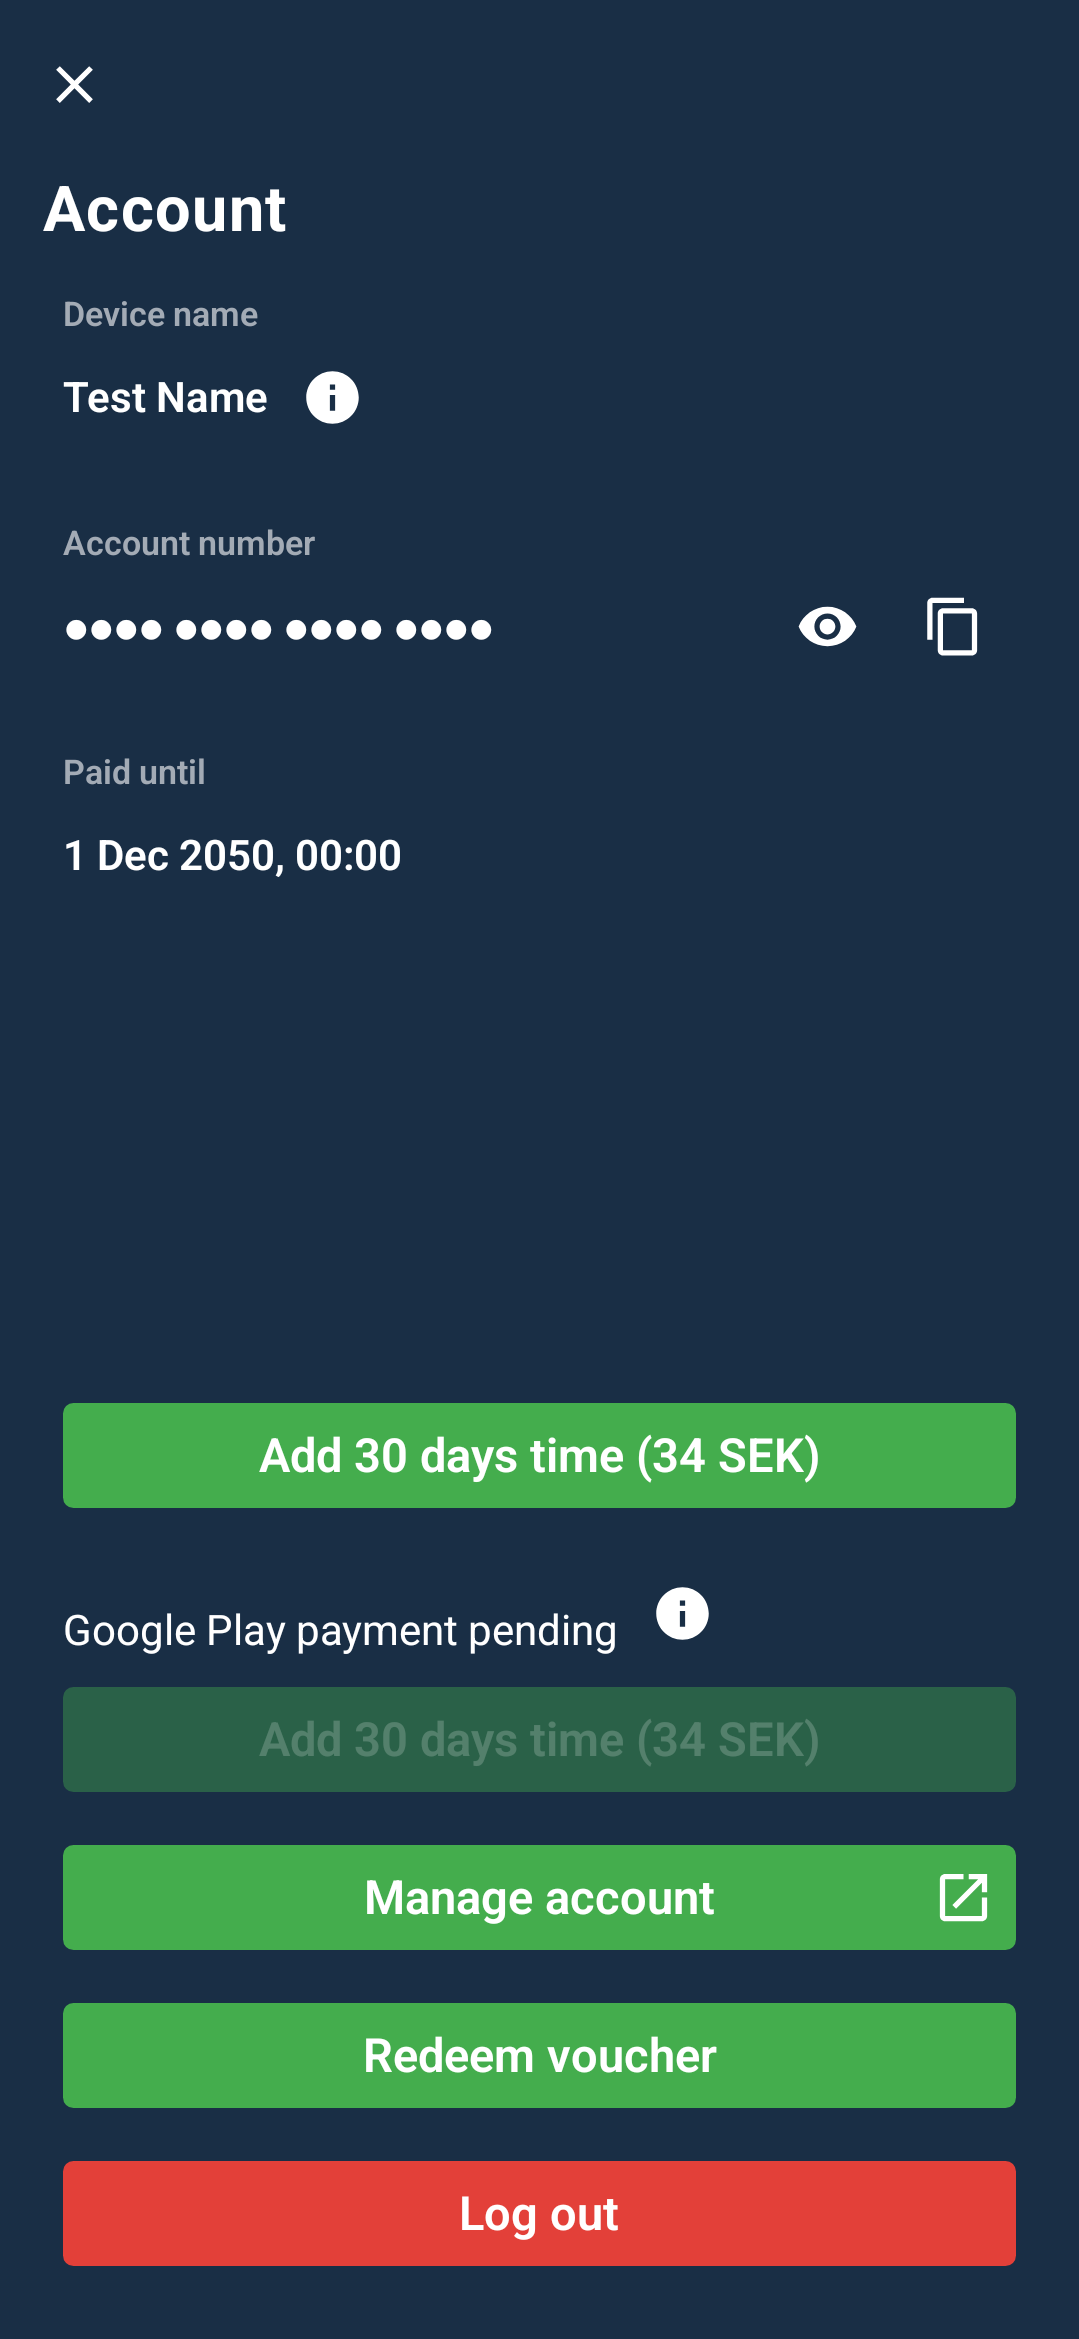 Account
Device name
Test Name
Account number
●●●● ●●●● ●●●● ●●●●
Paid until
1 Dec 2050, 00:00
Add 30 days time (34 SEK)
Google Play payment pending
Add 30 days time (34 SEK)
Manage account
Redeem voucher
Log out